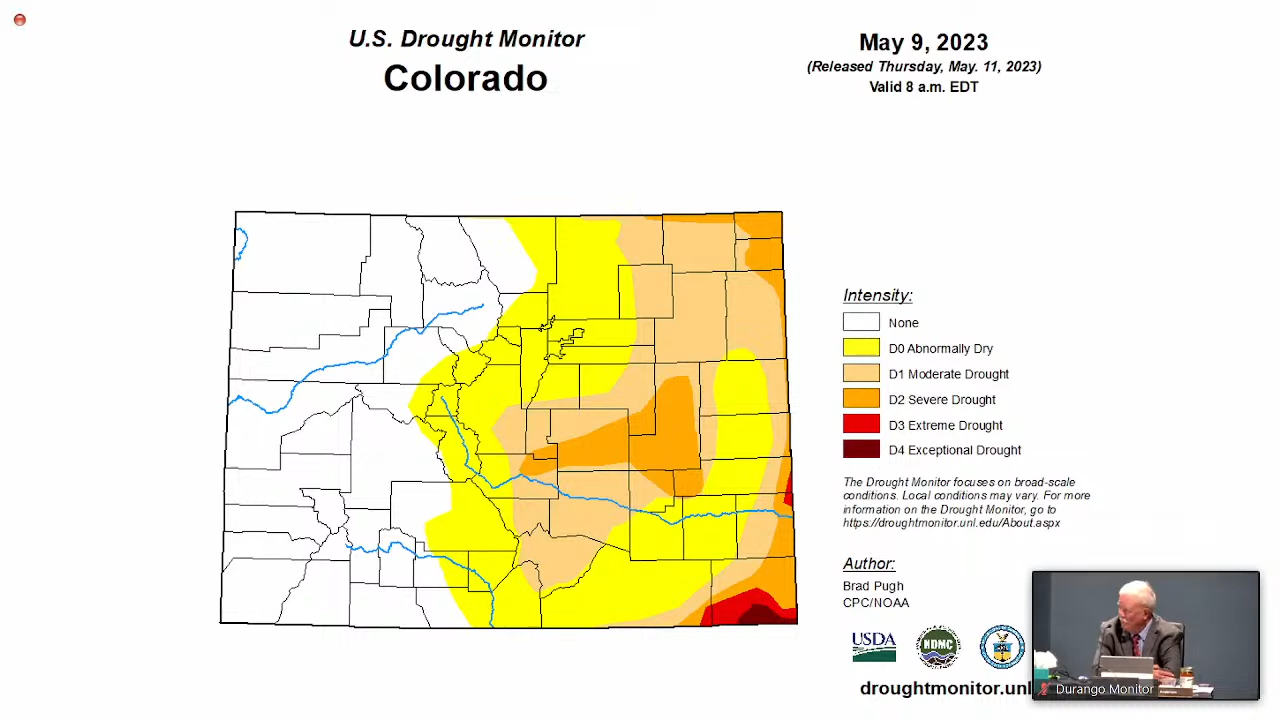 U.S. Drought Monitor
Colorado
May 9, 2023
(Released Thursday, May. 11, 2023)
Valid 8 a.m. EDT
Intensity:
None
D0 Abnormally Dry
D1 Moderate Drought
D2 Severe Drought
D3 Extreme Drought
D4 Exceptional Drought
The Drought Monitor focuses on broad-scale
conditions. Local conditions may vary. For more
information on the Drought Monitor, go to
https://droughtmonitor.unl.edu/About.aspx
Author:
Brad Pugh
CPC/NOAA
USDA
NDMC
droughtmonitor.unl
Durango Monitor